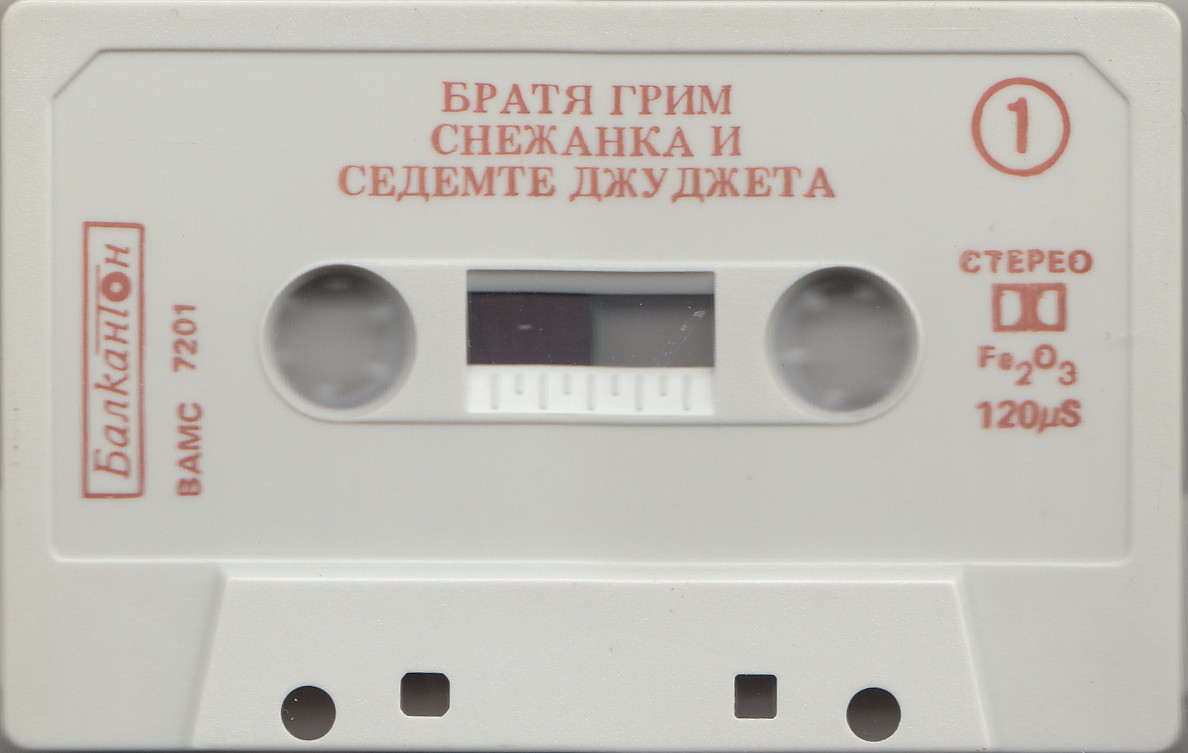 БРАТЯ ГРИМ
СНЕЖАНКА И
СЕДЕМТЕ ДЖУДЖЕТА
1
Балкантон
ВАМС 7201
СТЕРЕО
Fe₂O₃
120µS